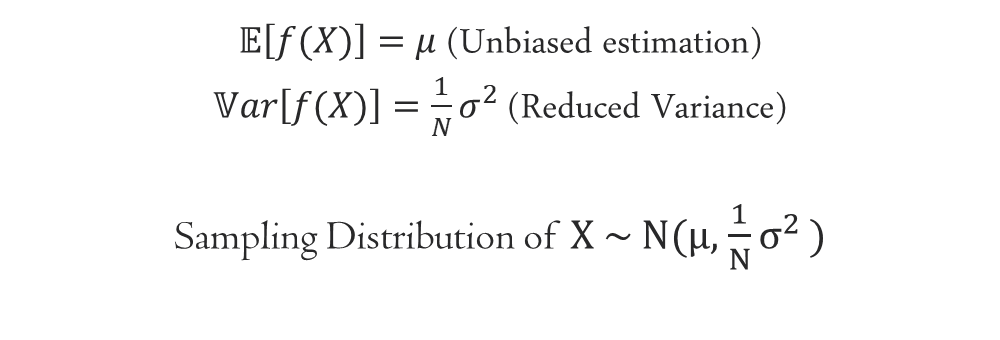 𝔼[f(X)] = μ (Unbiased estimation)
𝕍ar[f(X)] = 1/N σ² (Reduced Variance)
Sampling Distribution of X ~ N(μ, 1/N σ² )